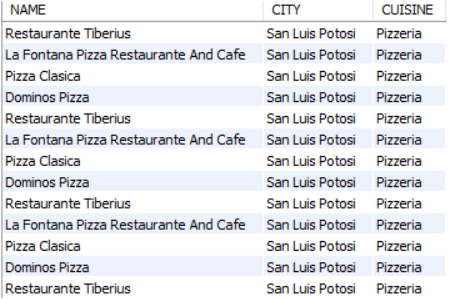 NAME CITY CUISINE
Restaurante Tiberius San Luis Potosi Pizzeria
La Fontana Pizza Restaurante And Cafe San Luis Potosi Pizzeria
Pizza Clasica San Luis Potosi Pizzeria
Dominos Pizza San Luis Potosi Pizzeria
Restaurante Tiberius San Luis Potosi Pizzeria
La Fontana Pizza Restaurante And Cafe San Luis Potosi Pizzeria
Pizza Clasica San Luis Potosi Pizzeria
Dominos Pizza San Luis Potosi Pizzeria
Restaurante Tiberius San Luis Potosi Pizzeria
La Fontana Pizza Restaurante And Cafe San Luis Potosi Pizzeria
Pizza Clasica San Luis Potosi Pizzeria
Dominos Pizza San Luis Potosi Pizzeria
Restaurante Tiberius San Luis Potosi Pizzeria